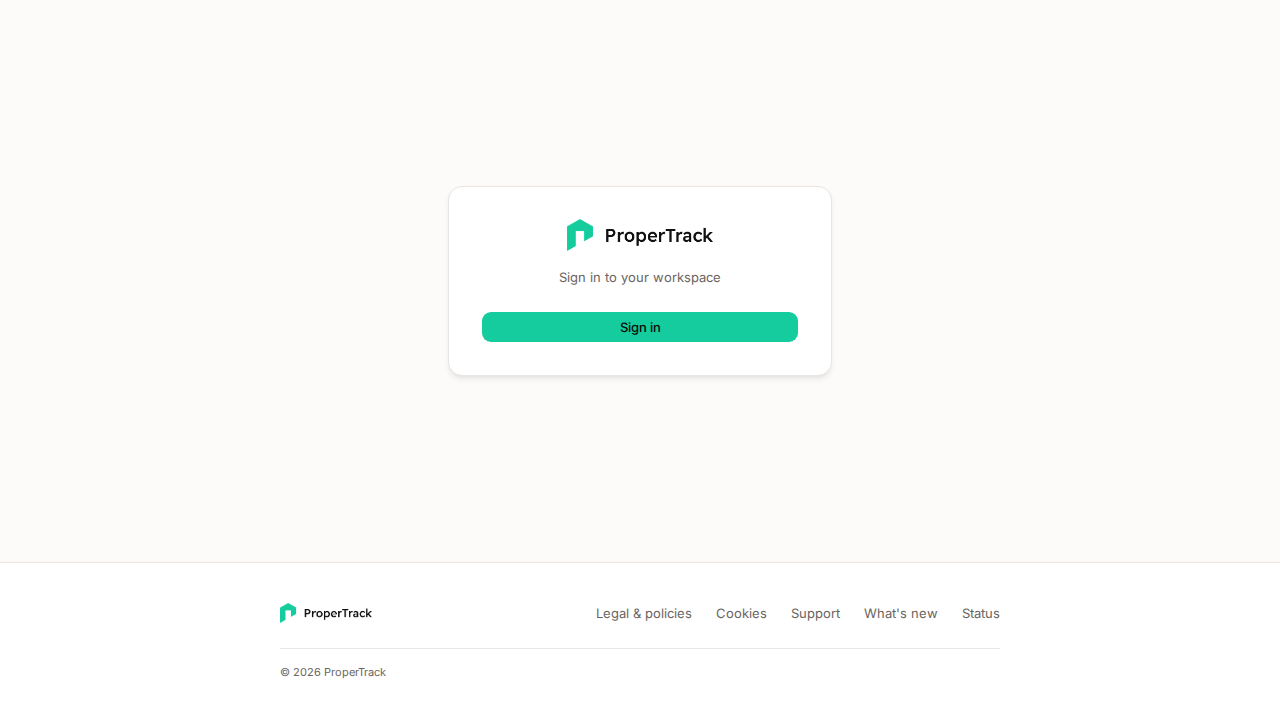 ProperTrack
Sign in to your workspace
Sign in
ProperTrack
Legal & policies Cookies Support What's new Status
© 2026 ProperTrack